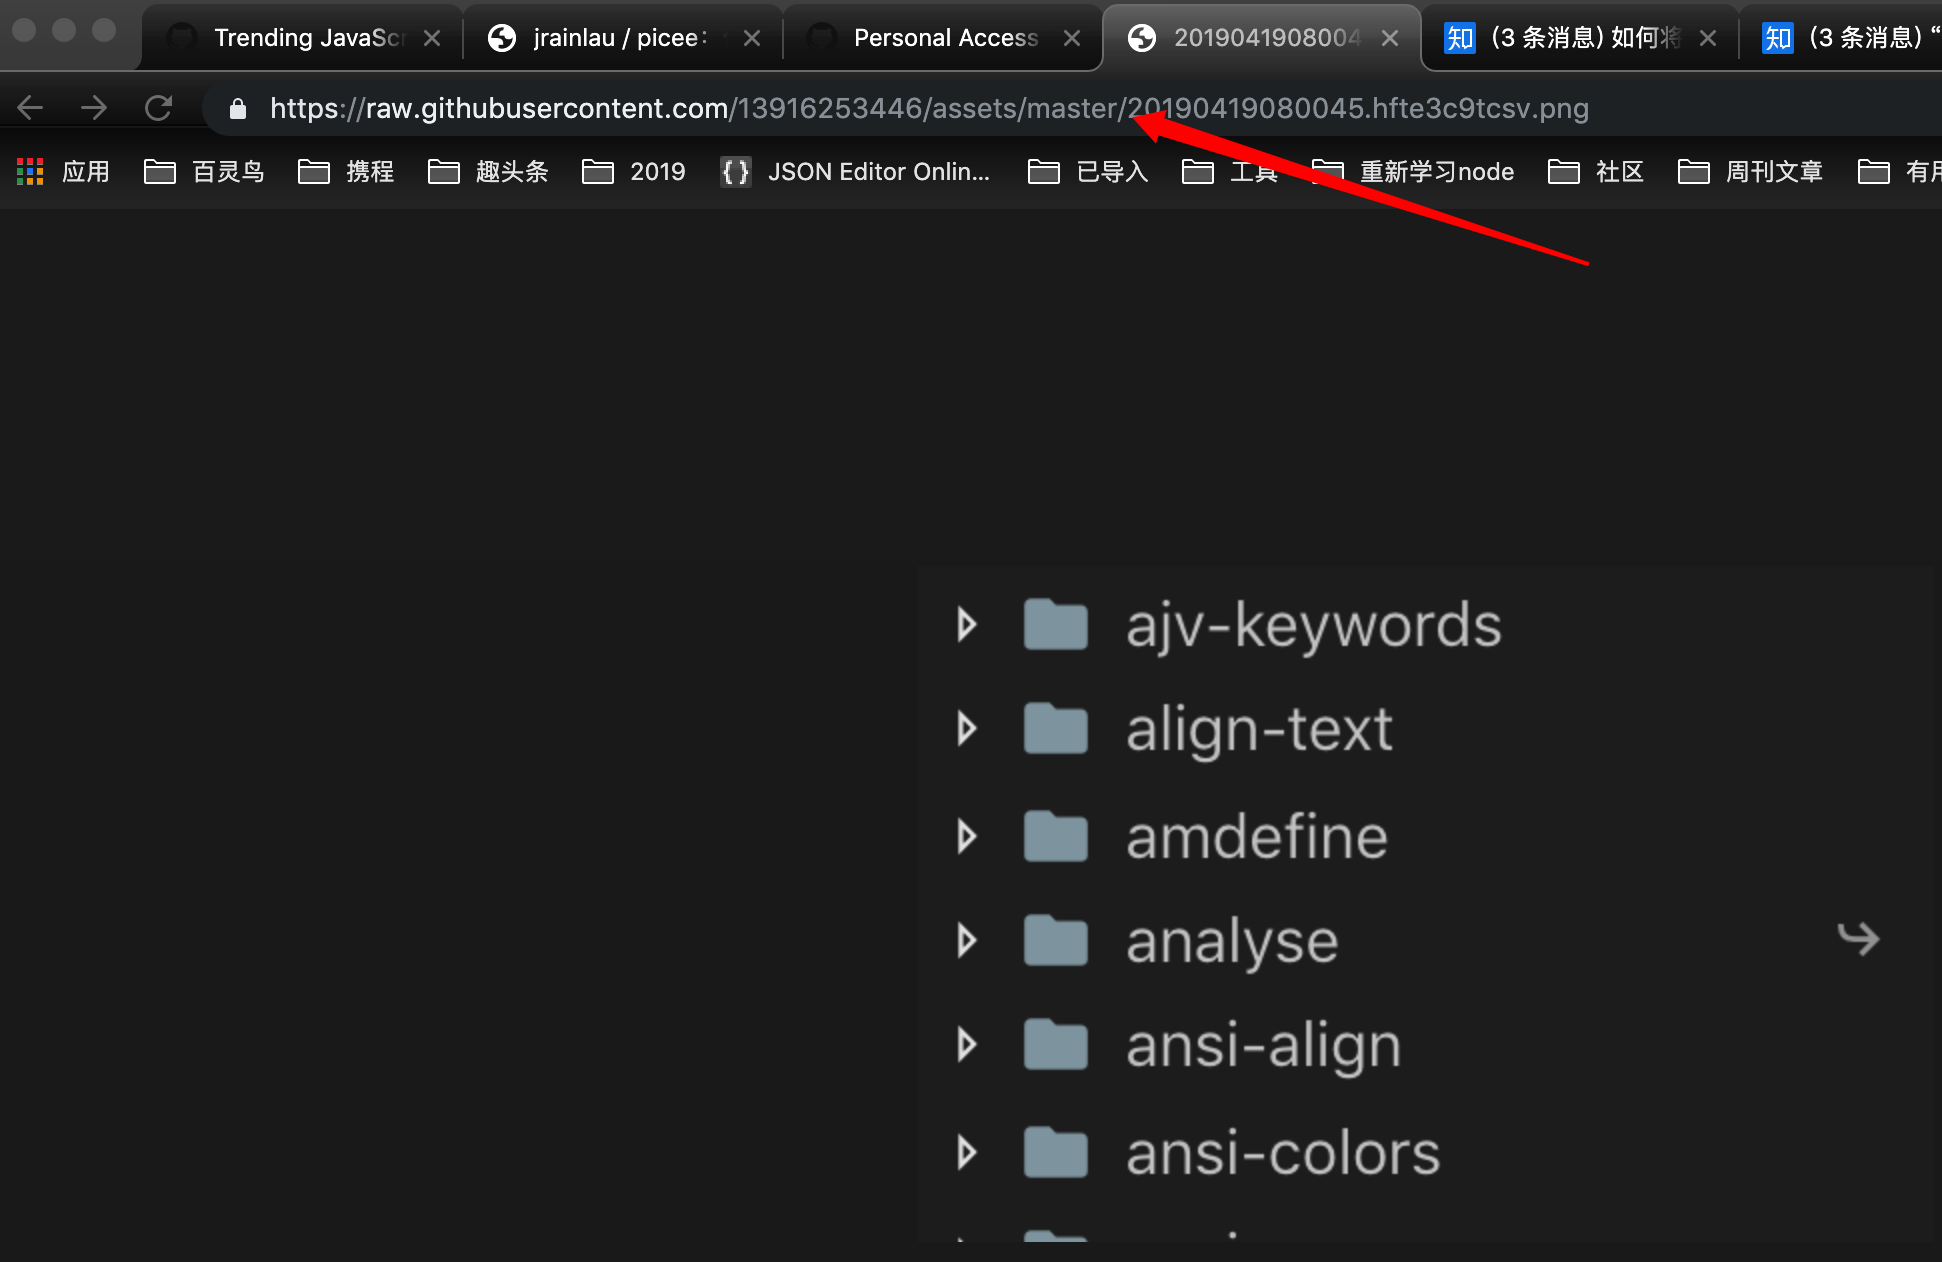 Trending JavaScr
jrainlau / picee:
Personal Access
2019041908004
知 (3 条消息) 如何将
知 (3 条消息) “
https://raw.githubusercontent.com/13916253446/assets/master/20190419080045.hfte3c9tcsv.png
应用 百灵鸟 携程 趣头条 2019 {} JSON Editor Onlin... 已导入 工具 重新学习node 社区 周刊文章 有用
ajv-keywords
align-text
amdefine
analyse
ansi-align
ansi-colors